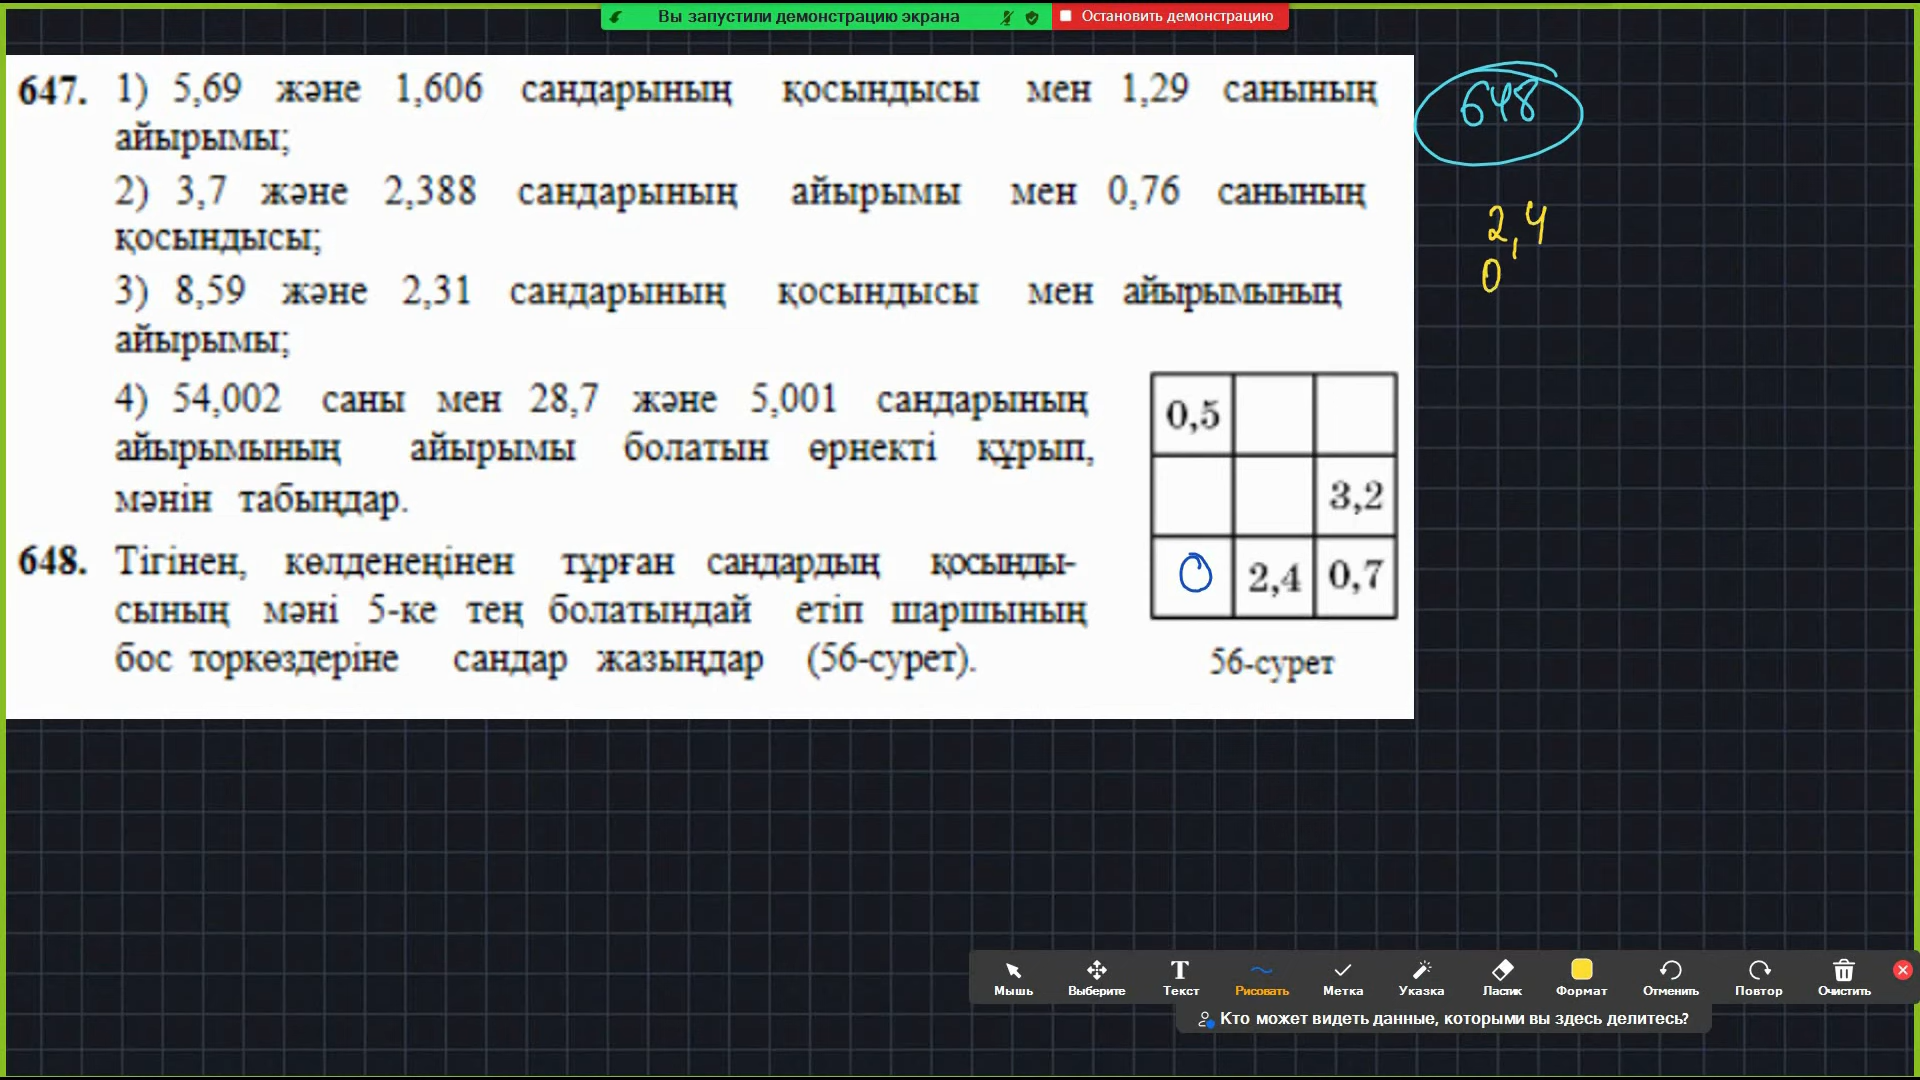 Вы запустили демонстрацию экрана
Остановить демонстрацию
647. 1) 5,69 және 1,606 сандарының қосындысы мен 1,29 санының
айырымы;
2) 3,7 және 2,388 сандарының айырымы мен 0,76 санының
қосындысы;
3) 8,59 және 2,31 сандарының қосындысы мен айырымының
айырымы;
4) 54,002 саны мен 28,7 және 5,001 сандарының
айырымының айырымы болатын өрнекті құрып,
мәнін табыңдар.
648. Тігінен, көлденеңінен тұрған сандардың қосынды-
сының мәні 5-ке тең болатындай етіп шаршының
бос торкөздеріне сандар жазыңдар (56-сурет).
0,5
3,2
0 2,4 0,7
56-сурет
648
2,4
0
Мышь
Выберите
Текст
Рисовать
Метка
Указка
Ластик
Формат
Отменить
Повтор
Очистить
Кто может видеть данные, которыми вы здесь делитесь?